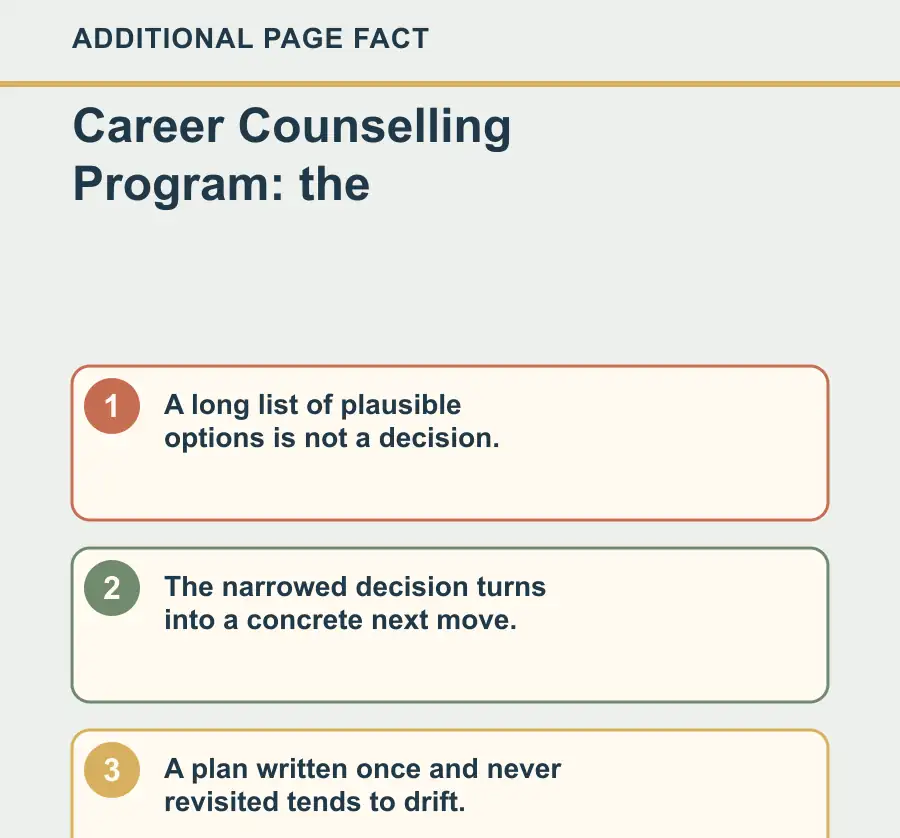 ADDITIONAL PAGE FACT
Career Counselling
Program: the
1
A long list of plausible
options is not a decision.
2
The narrowed decision turns
into a concrete next move.
3
A plan written once and never
revisited tends to drift.